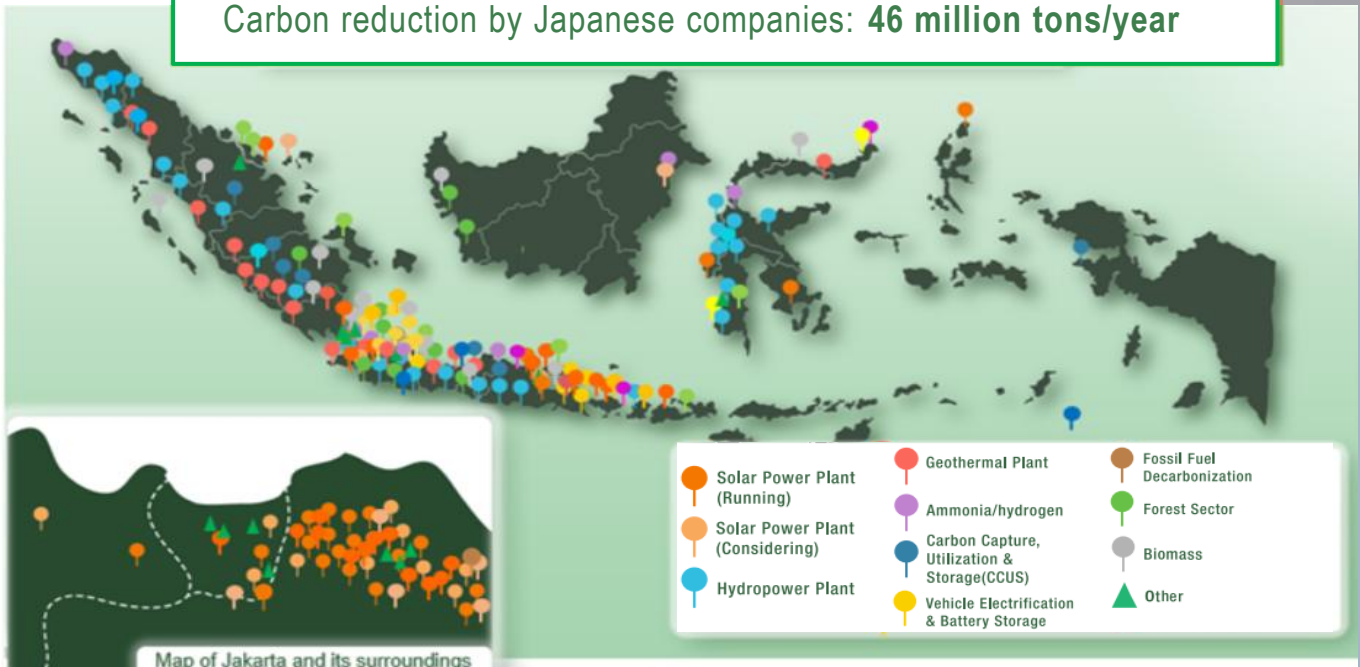 Carbon reduction by Japanese companies: 46 million tons/year
Map of Jakarta and its surroundings
Solar Power Plant
(Running)
Solar Power Plant
(Considering)
Hydropower Plant
Geothermal Plant
Ammonia/hydrogen
Carbon Capture,
Utilization &
Storage(CCUS)
Vehicle Electrification
& Battery Storage
Fossil Fuel
Decarbonization
Forest Sector
Biomass
Other